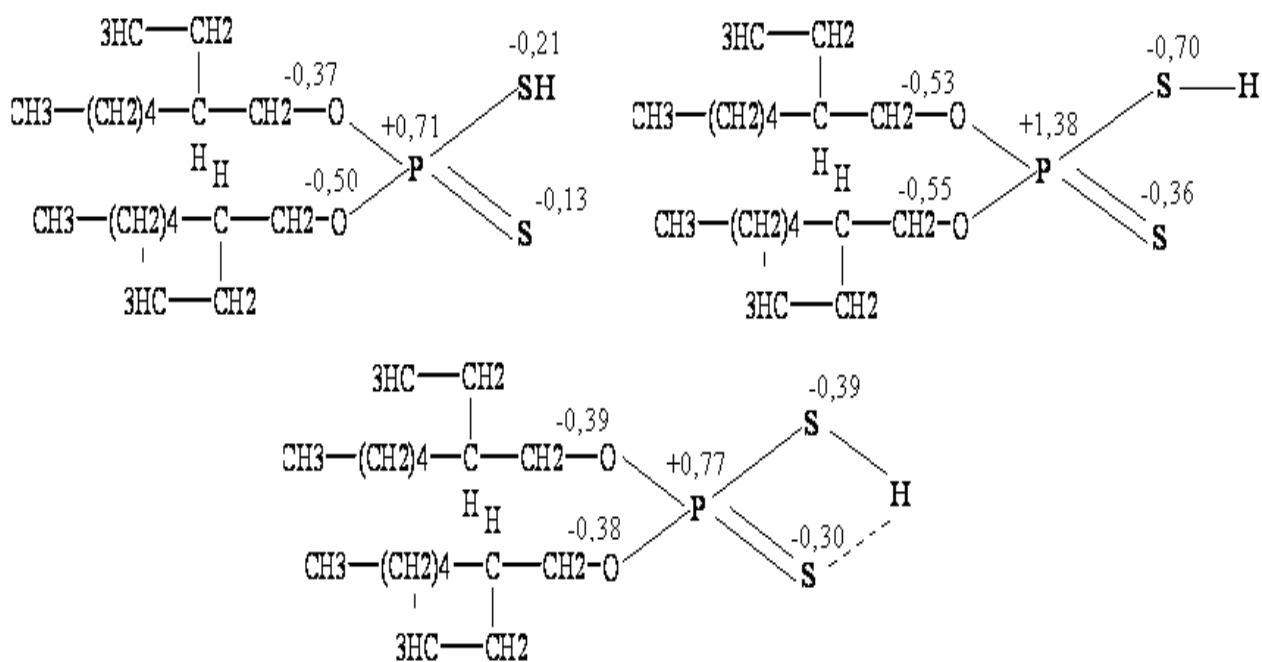 3HC CH2 -0,21
-0,37 SH
CH3 (CH2)4 C CH2 O
+0,71
H H P
-0,50 -0,13
CH3 (CH2)4 C CH2 O S
3HC CH2
3HC CH2 -0,70
-0,53 S H
CH3 (CH2)4 C CH2 O
+1,38
H H P
-0,55 -0,36
CH3 (CH2)4 C CH2 O S
3HC CH2
3HC CH2 -0,39
-0,39 S
CH3 (CH2)4 C CH2 O
+0,77 H
H H P
-0,38 -0,30
CH3 (CH2)4 C CH2 O S
3HC CH2